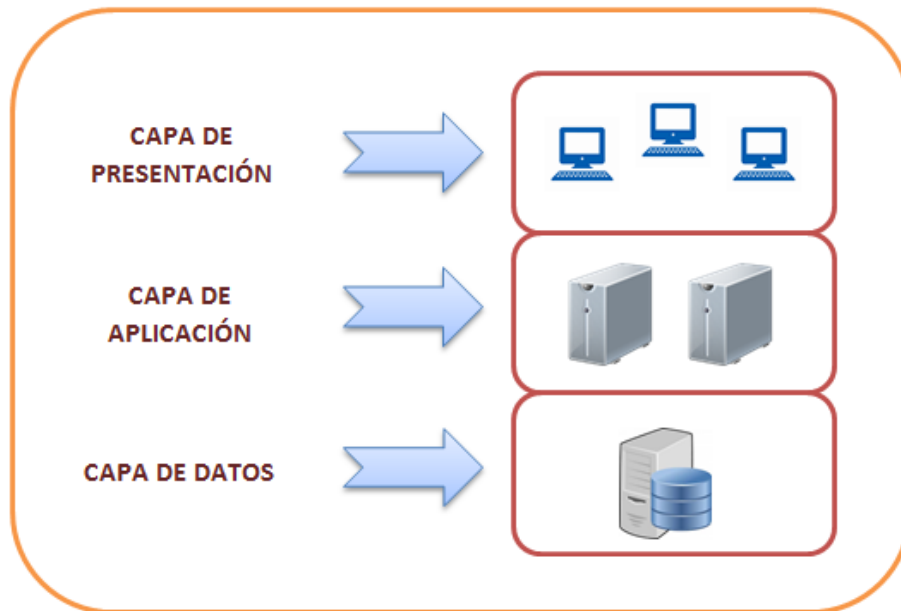 CAPA DE
PRESENTACIÓN
CAPA DE
APLICACIÓN
CAPA DE DATOS